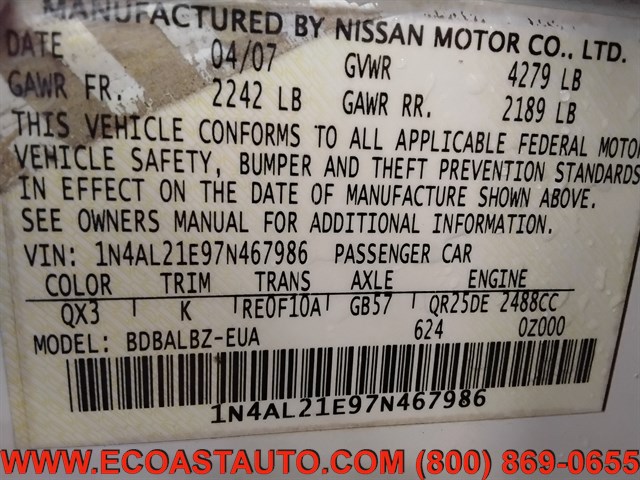 MANUFACTURED BY NISSAN MOTOR CO., LTD.
DATE 04/07 GVWR 4279 LB
GAWR FR. 2242 LB GAWR RR. 2189 LB
THIS VEHICLE CONFORMS TO ALL APPLICABLE FEDERAL MOTOR
VEHICLE SAFETY, BUMPER AND THEFT PREVENTION STANDARDS
IN EFFECT ON THE DATE OF MANUFACTURE SHOWN ABOVE.
SEE OWNERS MANUAL FOR ADDITIONAL INFORMATION.
VIN: 1N4AL21E97N467986 PASSENGER CAR
COLOR TRIM TRANS AXLE ENGINE
QX3 K RE0F10A GB57 QR25DE 2488CC
MODEL: BDBALBZ-EUA 624 0Z000
1N4AL21E97N467986
WWW.ECOASTAUTO.COM (800) 869-0655